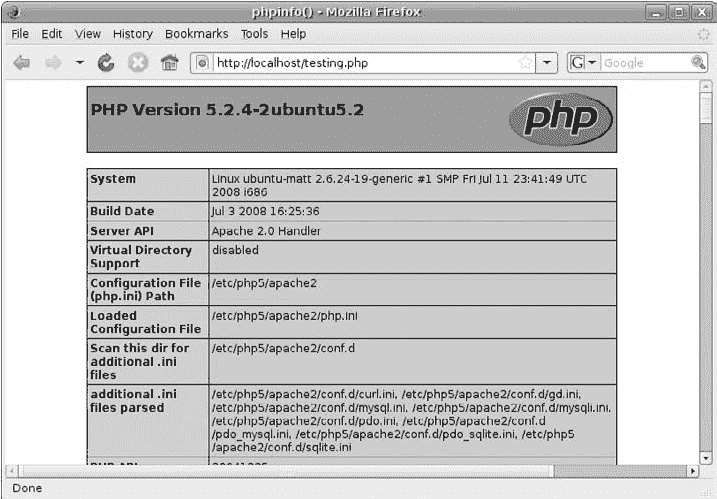 phpinfo() - Mozilla Firefox
File Edit View History Bookmarks Tools Help
http://localhost/testing.php
G
Google
PHP Version 5.2.4-2ubuntu5.2
php
System
Linux ubuntu-matt 2.6.24-19-generic #1 SMP Fri Jul 11 23:41:49 UTC
2008 i686
Build Date
Jul 3 2008 16:25:36
Server API
Apache 2.0 Handler
Virtual Directory
Support
disabled
Configuration File
(php.ini) Path
/etc/php5/apache2
Loaded
Configuration File
/etc/php5/apache2/php.ini
Scan this dir for
additional .ini
files
/etc/php5/apache2/conf.d
additional .ini
files parsed
/etc/php5/apache2/conf.d/curl.ini, /etc/php5/apache2/conf.d/gd.ini,
/etc/php5/apache2/conf.d/mysql.ini, /etc/php5/apache2/conf.d/mysqli.ini,
/etc/php5/apache2/conf.d/pdo.ini, /etc/php5/apache2/conf.d
/pdo_mysql.ini, /etc/php5/apache2/conf.d/pdo_sqlite.ini, /etc/php5
/apache2/conf.d/sqlite.ini
PHP API
Done